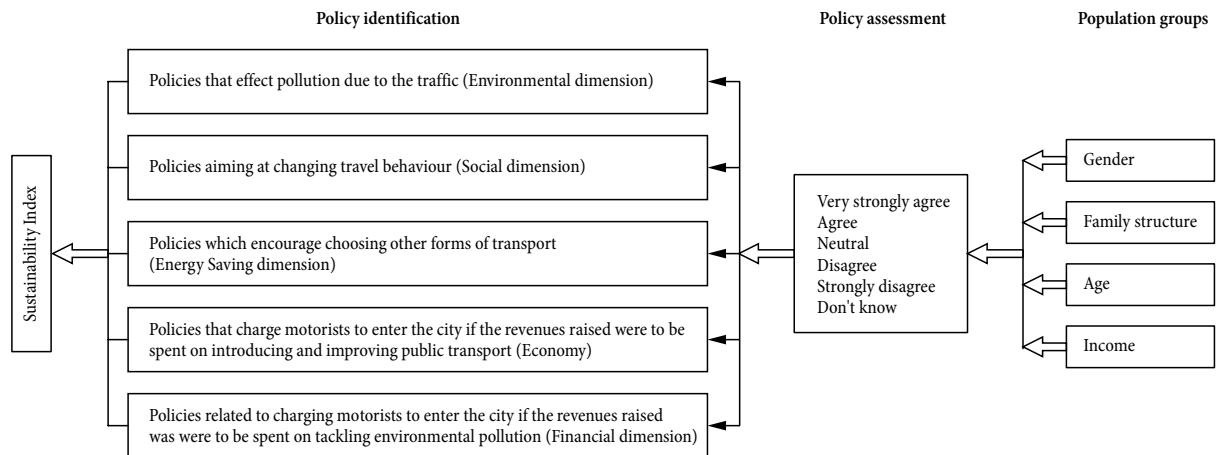 Policy identification
Policy assessment
Population groups
Sustainability Index
Policies that effect pollution due to the traffic (Environmental dimension)
Policies aiming at changing travel behaviour (Social dimension)
Policies which encourage choosing other forms of transport
(Energy Saving dimension)
Policies that charge motorists to enter the city if the revenues raised were to be
spent on introducing and improving public transport (Economy)
Policies related to charging motorists to enter the city if the revenues raised
was were to be spent on tackling environmental pollution (Financial dimension)
Very strongly agree
Agree
Neutral
Disagree
Strongly disagree
Don't know
Gender
Family structure
Age
Income